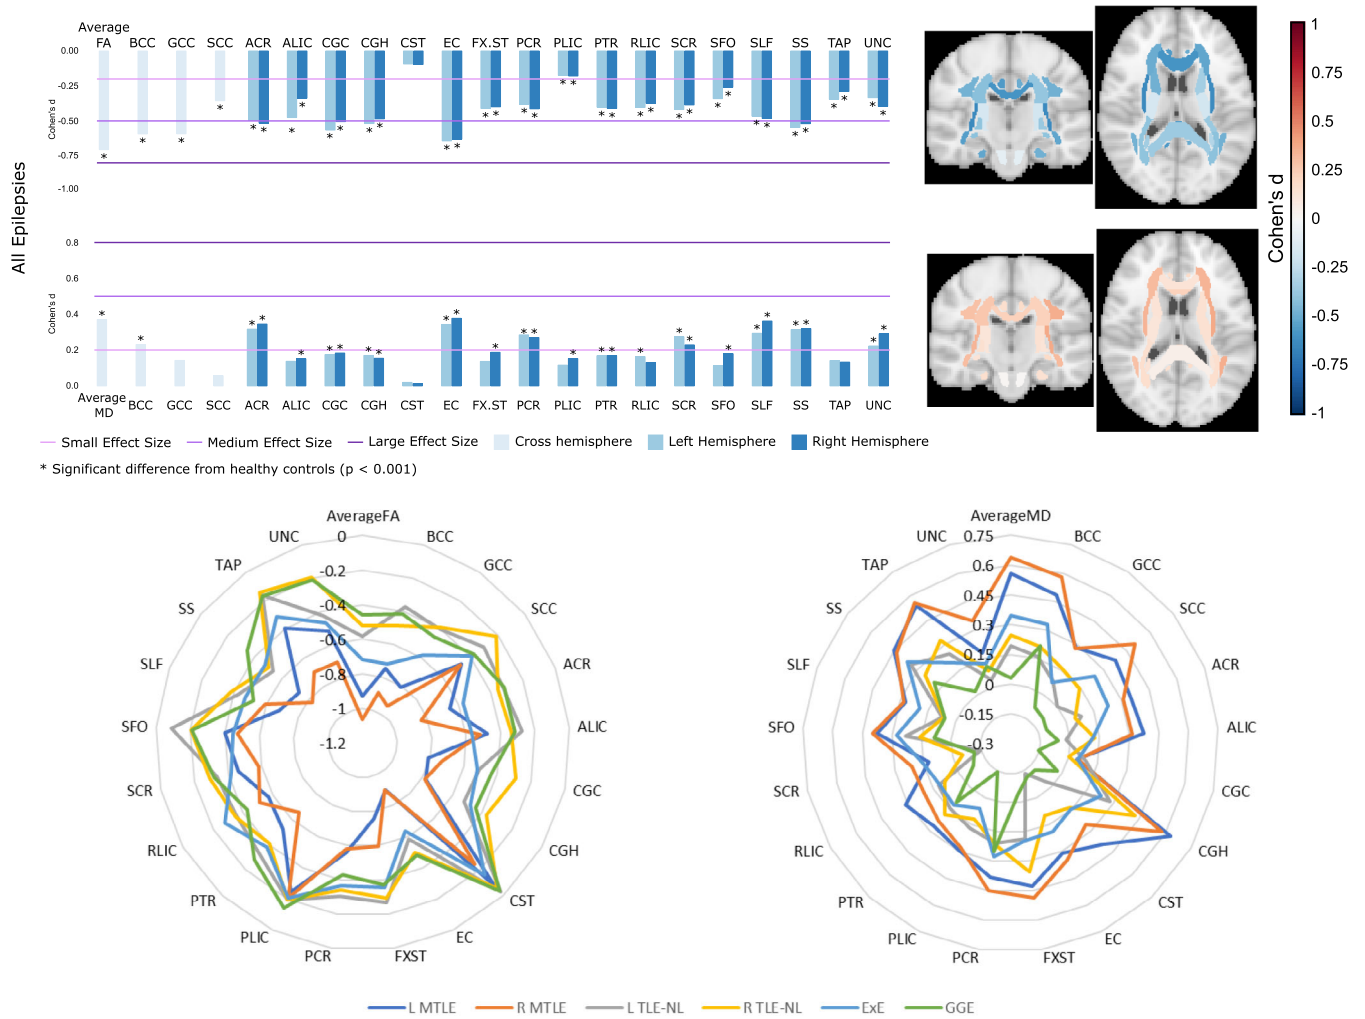 Average
FA BCC GCC SCC ACR ALIC CGC CGH CST EC FX.ST PCR PLIC PTR RLIC SCR SFO SLF SS TAP UNC
0.00
-0.25
-0.50
-0.75
-1.00
Cohen's d
* * * * * * * * * * * * * * * * * * * * * * * * * * * * * * * * * * *
All Epilepsies
0.8
0.6
0.4
0.2
0.0
Cohen's d
* * * * * * * * * * * * * * * * * * * * * * * * * *
Average
MD BCC GCC SCC ACR ALIC CGC CGH CST EC FX.ST PCR PLIC PTR RLIC SCR SFO SLF SS TAP UNC
Small Effect Size Medium Effect Size Large Effect Size Cross hemisphere Left Hemisphere Right Hemisphere
* Significant difference from healthy controls (p < 0.001)
Cohen's d
1
0.75
0.5
0.25
0
-0.25
-0.5
-0.75
-1
AverageFA
BCC
GCC
SCC
ACR
ALIC
CGC
CGH
CST
EC
FXST
PCR
PLIC
PTR
RLIC
SCR
SFO
SLF
SS
TAP
UNC
0
-0.2
-0.4
-0.6
-0.8
-1
-1.2
AverageMD
BCC
GCC
SCC
ACR
ALIC
CGC
CGH
CST
EC
FXST
PCR
PLIC
PTR
RLIC
SCR
SFO
SLF
SS
TAP
UNC
0.75
0.6
0.45
0.3
0.15
0
-0.15
-0.3
L MTLE R MTLE L TLE-NL R TLE-NL ExE GGE